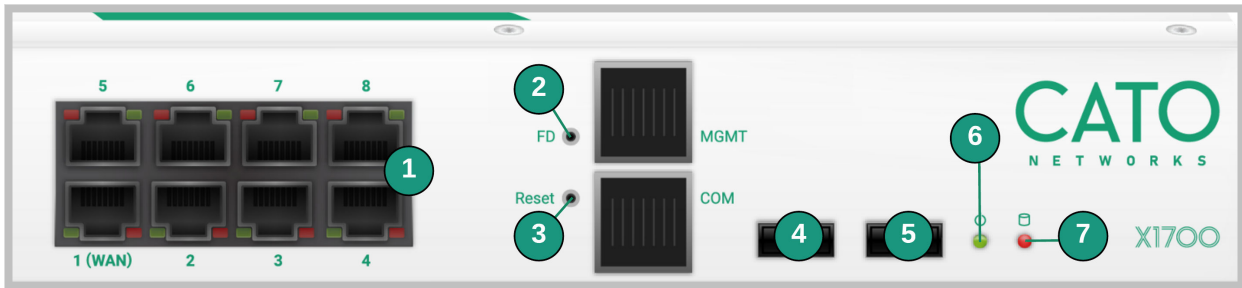 5 6 7 8
1 (WAN) 2 3 4
1
2
FD
Reset
3
MGMT
COM
4
5
6
7
CATO
NETWORKS
X1700